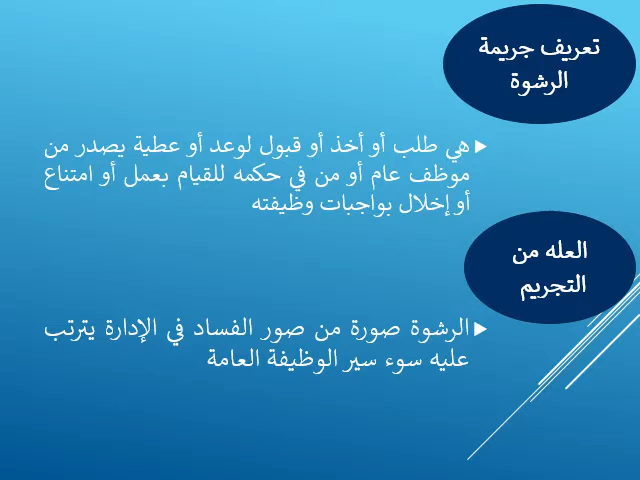 تعريف جريمة
الرشوة
هي طلب أو أخذ أو قبول لوعد أو عطية يصدر من
موظف عام أو من في حكمه للقيام بعمل أو امتناع
أو إخلال بواجبات وظيفته
العله من
التجريم
الرشوة صورة من صور الفساد في الإدارة يترتب
عليه سوء سير الوظيفة العامة